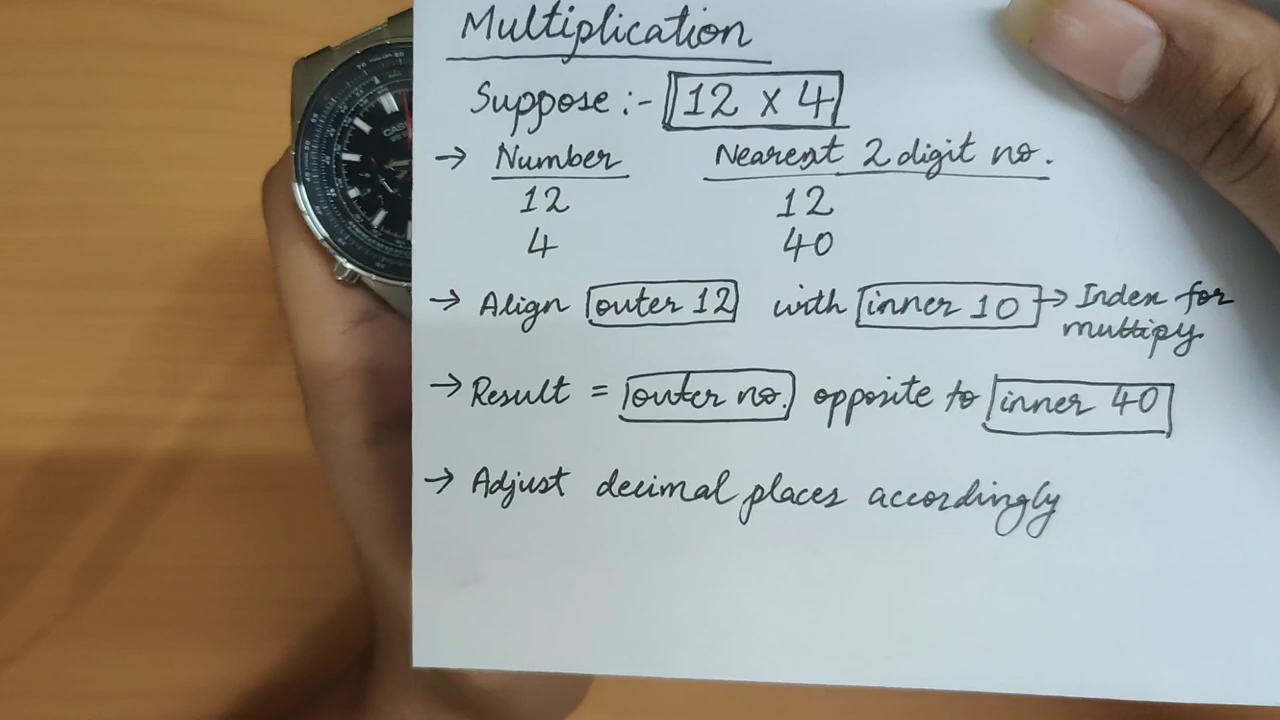 Multiplication
Suppose :- 12 x 4
→ Number Nearest 2 digit no.
12 12
4 40
→ Align outer 12 with inner 10 → Index for
multipy.
→ Result = outer no. opposite to inner 40
→ Adjust decimal places accordingly